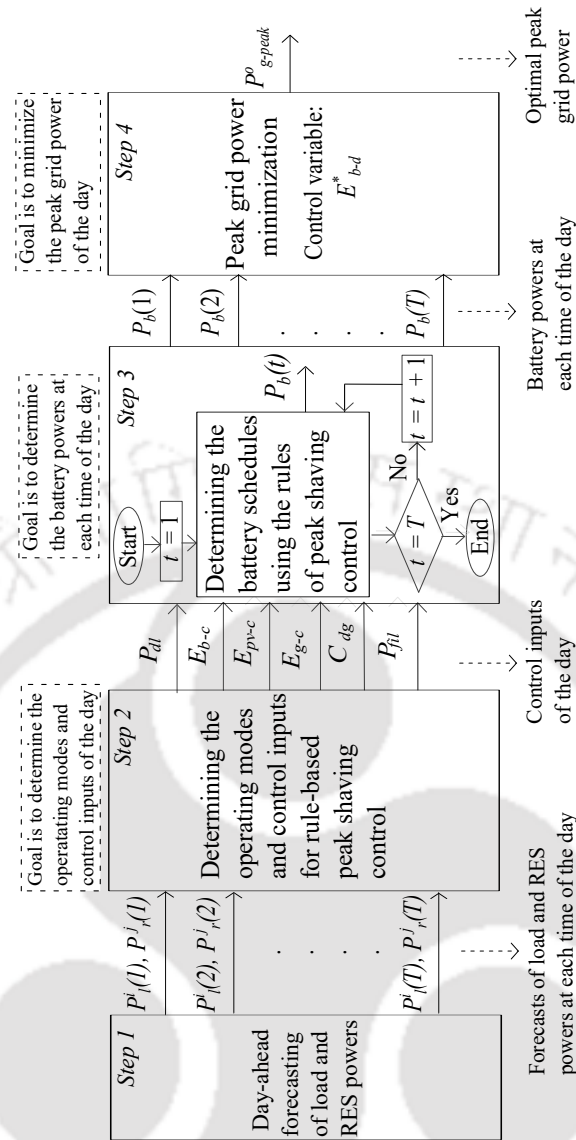 Step 1
Day-ahead
forecasting
of load and
RES powers
P^i_l(1), P^j_r(1)
P^i_l(2), P^j_r(2)
. . . .
P^i_l(T), P^j_r(T)
Forecasts of load and RES
powers at each time of the day
Goal is to determine the
operatating modes and
control inputs of the day
Step 2
Determining the
operating modes
and control inputs
for rule-based
peak shaving
control
P_dl
E_b-c
E_pv-c
E_g-c
C_dg
P_fil
Control inputs
of the day
Goal is to determine
the battery powers at
each time of the day
Step 3
Start
t = 1
Determining the
battery schedules
using the rules
of peak shaving
control
P_b(t)
t = T
No
t = t + 1
Yes
End
P_b(1)
P_b(2)
. . . .
P_b(T)
Battery powers at
each time of the day
Goal is to minimize
the peak grid power
of the day
Step 4
Peak grid power
minimization
Control variable:
E^*_b-d
P^o_g-peak
Optimal peak
grid power